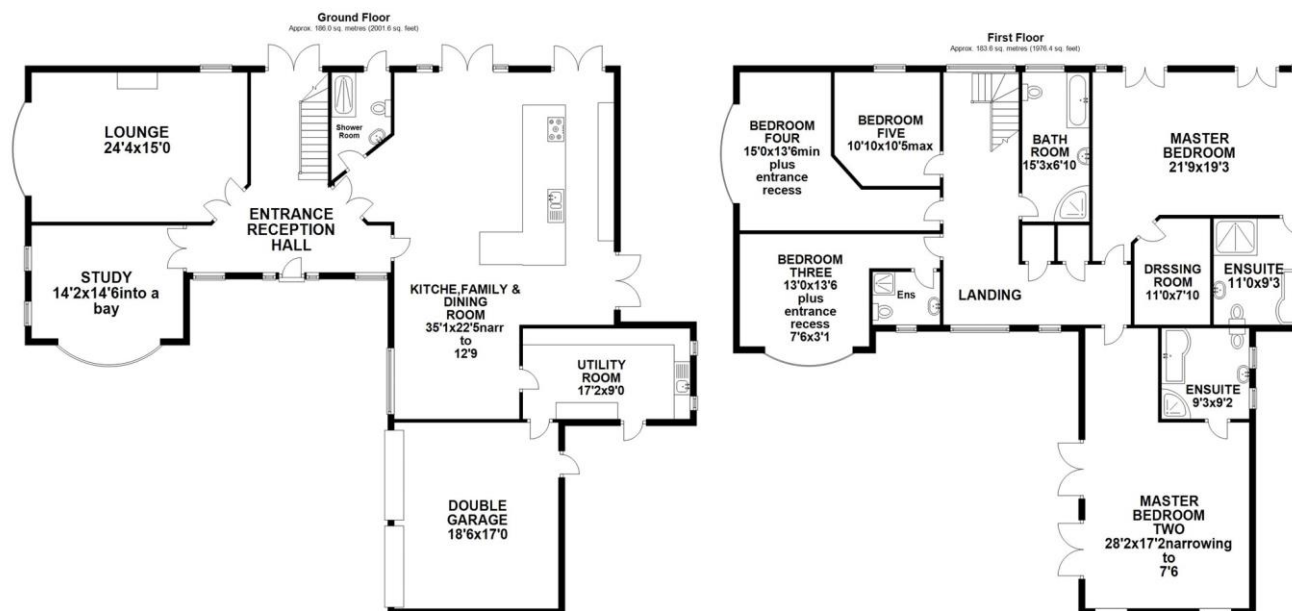 Ground Floor
Approx. 186.0 sq. metres (2001.6 sq. feet)
LOUNGE
24'4x15'0
Shower
Room
ENTRANCE
RECEPTION
HALL
STUDY
14'2x14'6into a
bay
KITCHE,FAMILY &
DINING
ROOM
35'1x22'5narr
to
12'9
UTILITY
ROOM
17'2x9'0
DOUBLE
GARAGE
18'6x17'0
First Floor
Approx. 183.6 sq. metres (1976.4 sq. feet)
BEDROOM
FOUR
15'0x13'6min
plus
entrance
recess
BEDROOM
FIVE
10'10x10'5max
BATH
ROOM
15'3x6'10
MASTER
BEDROOM
21'9x19'3
BEDROOM
THREE
13'0x13'6
plus
entrance
recess
7'6x3'1
Ens
LANDING
DRSSING
ROOM
11'0x7'10
ENSUITE
11'0x9'3
ENSUITE
9'3x9'2
MASTER
BEDROOM
TWO
28'2x17'2narrowing
to
7'6